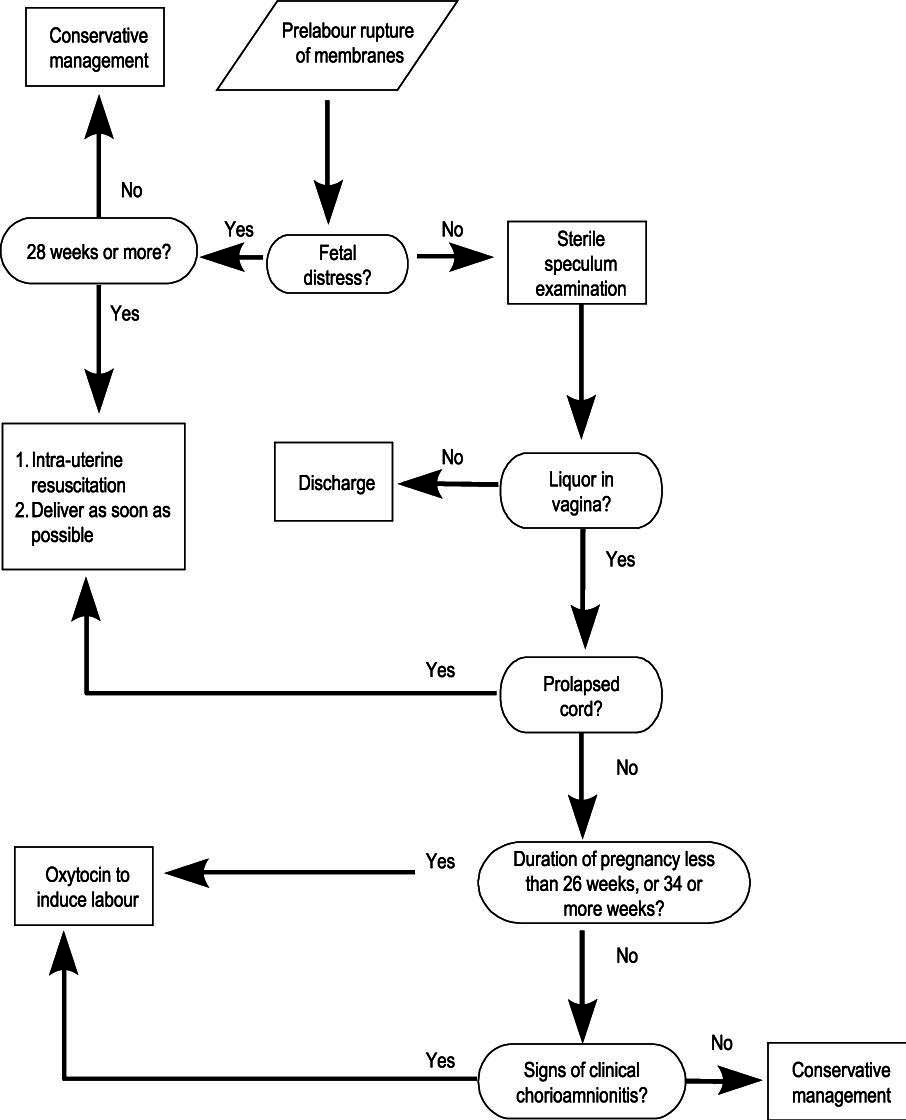 Conservative
management
Prelabour rupture
of membranes
No
28 weeks or more?
Yes
Fetal
distress?
No
Sterile
speculum
examination
Yes
1. Intra-uterine
resuscitation
2. Deliver as soon as
possible
Discharge
No
Liquor in
vagina?
Yes
Yes
Prolapsed
cord?
No
Oxytocin to
induce labour
Yes
Duration of pregnancy less
than 26 weeks, or 34 or
more weeks?
No
Yes
Signs of clinical
chorioamnionitis?
No
Conservative
management